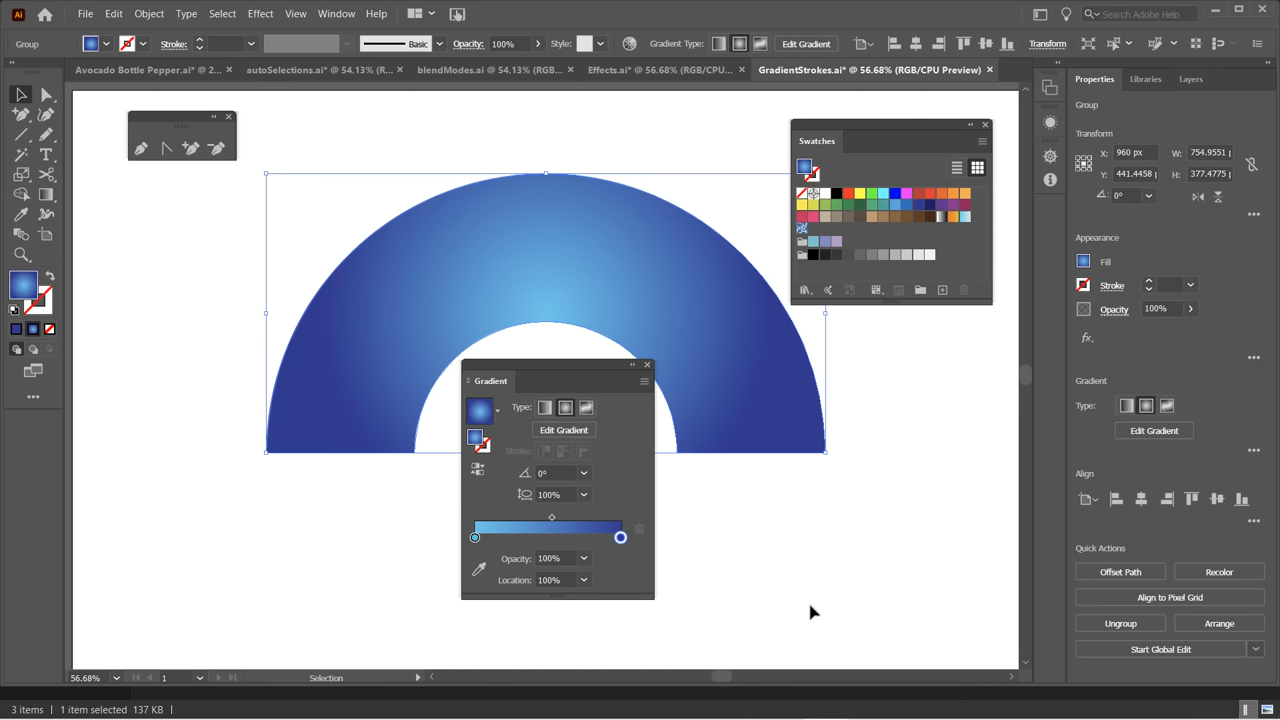 Ai File Edit Object Type Select Effect View Window Help Search Adobe Help
Group Stroke: Basic Opacity: 100% Style: Gradient Type: Edit Gradient Transform
Avocado Bottle Pepper.ai* @ 2... × autoSelections.ai* @ 54.13% (R... × blendModes.ai @ 54.13% (RGB... × Effects.ai* @ 56.68% (RGB/CPU... × GradientStrokes.ai* @ 56.68% (RGB/CPU Preview) ×
Properties Libraries Layers
Group
Transform
X: 960 px W: 754.9551
Y: 441.4458 H: 377.4775
0°
Appearance
Fill
Stroke
Opacity 100%
fx.
Gradient
Type:
Edit Gradient
Align
Quick Actions
Offset Path Recolor
Align to Pixel Grid
Ungroup Arrange
Start Global Edit
Swatches
Gradient
Type:
Edit Gradient
Stroke:
0°
100%
Opacity: 100%
Location: 100%
56.68% 1 Selection
3 items 1 item selected 137 KB